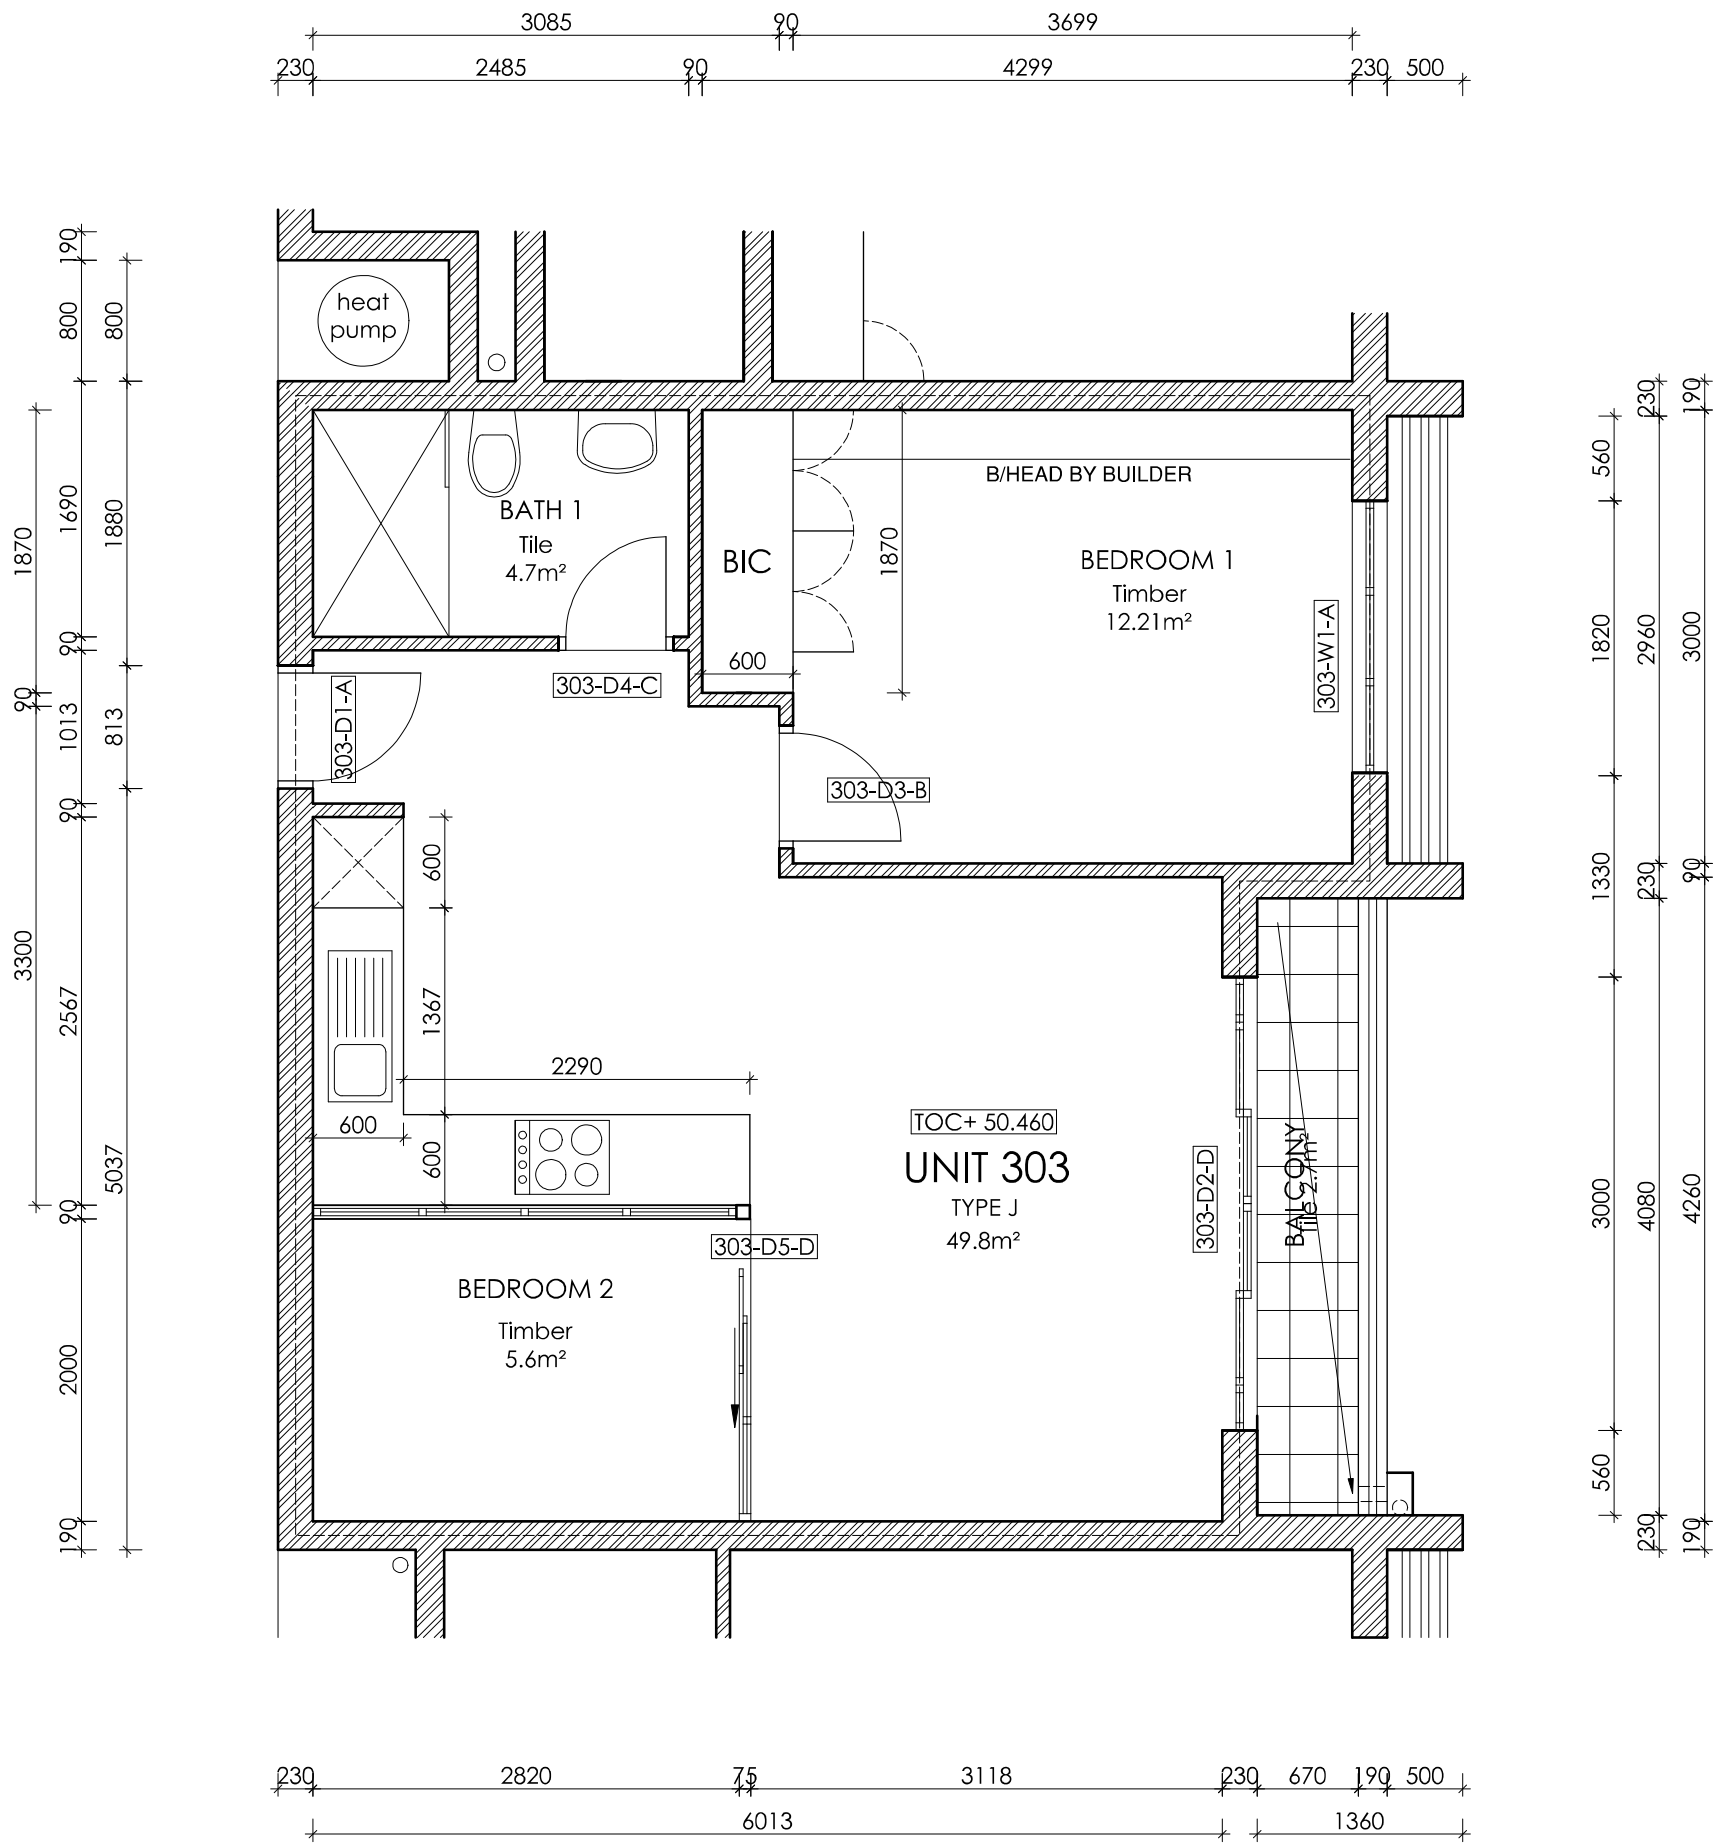 3085 90 3699
230 2485 90 4299 230 500
190
800
800
heat
pump
230
190
1870
1690
1880
560
B/HEAD BY BUILDER
BATH 1
Tile
4.7m²
BIC
1870
BEDROOM 1
Timber
12.21m²
303-W1-A
1820
2960
3000
90
600
303-D4-C
303-D1-A
90
1013
813
303-D3-B
90
600
1330
230
90
3300
2567
1367
2290
600
600
5037
TOC+ 50.460
UNIT 303
TYPE J
49.8m²
303-D2-D
BALCONY
Tile 2.7m²
3000
4080
4260
90
303-D5-D
BEDROOM 2
Timber
5.6m²
2000
560
190
230
190
230 2820 75 3118 230 670 190 500
6013 1360